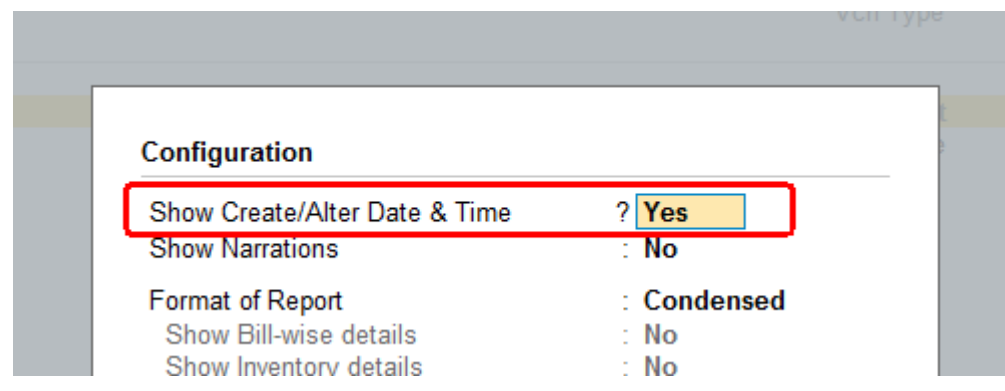 Vch Type
Configuration
Show Create/Alter Date & Time ? Yes
Show Narrations : No
Format of Report : Condensed
Show Bill-wise details : No
Show Inventory details : No